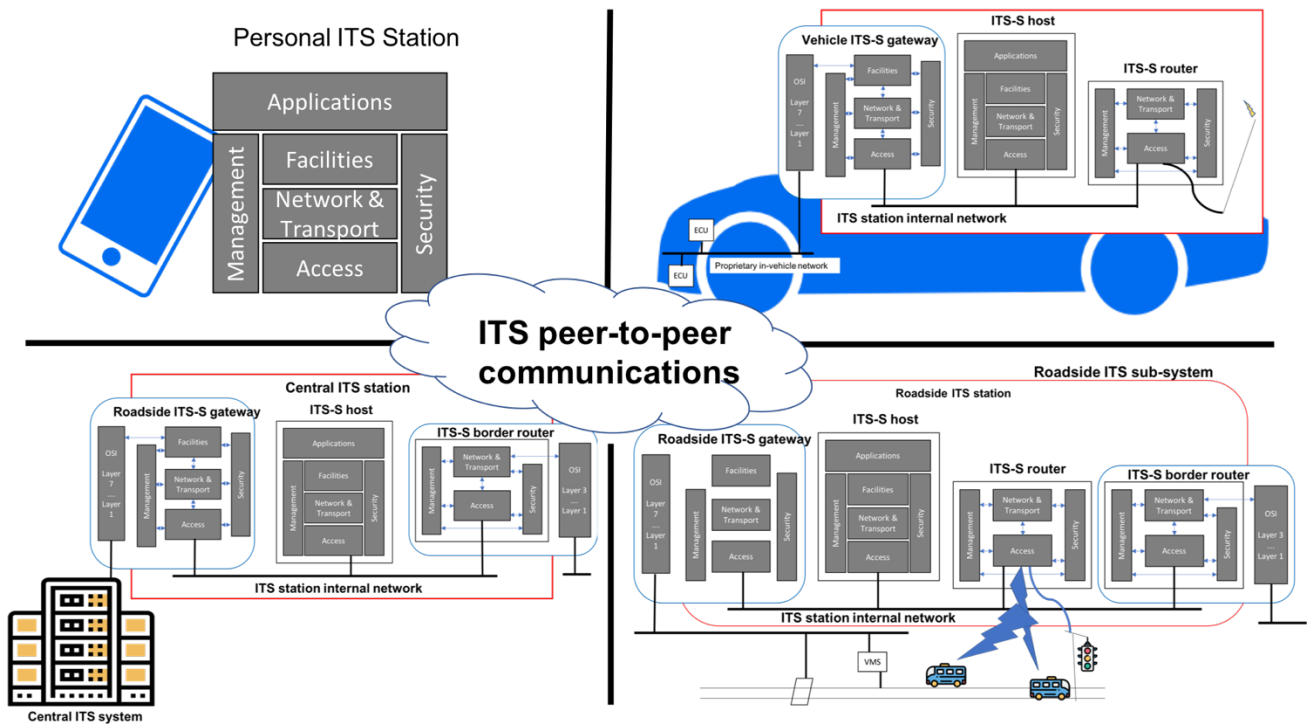 Personal ITS Station
Applications
Management
Facilities
Network &
Transport
Access
Security
ITS-S host
Vehicle ITS-S gateway
ITS-S router
OSI
Layer
7
....
Layer
1
Management
Facilities
Network &
Transport
Access
Security
Applications
Management
Facilities
Network &
Transport
Access
Security
Management
Network &
Transport
Access
Security
ITS station internal network
ECU
ECU
Proprietary in-vehicle network
ITS peer-to-peer
communications
Central ITS station
Roadside ITS-S gateway
ITS-S host
ITS-S border router
OSI
Layer
7
....
Layer
1
Management
Facilities
Network
& Transport
Access
Security
Applications
Management
Facilities
Network &
Transport
Access
Security
Management
Network &
Transport
Access
Security
OSI
Layer 3
....
Layer 1
ITS station internal network
Central ITS system
Roadside ITS sub-system
Roadside ITS station
Roadside ITS-S gateway
ITS-S host
ITS-S router
ITS-S border router
OSI
Layer
7
....
Layer
1
Management
Facilities
Network &
Transport
Access
Security
Applications
Management
Facilities
Network &
Transport
Access
Security
Management
Network &
Transport
Access
Security
Management
Network &
Transport
Access
Security
OSI
Layer 3
....
Layer 1
ITS station internal network
VMS